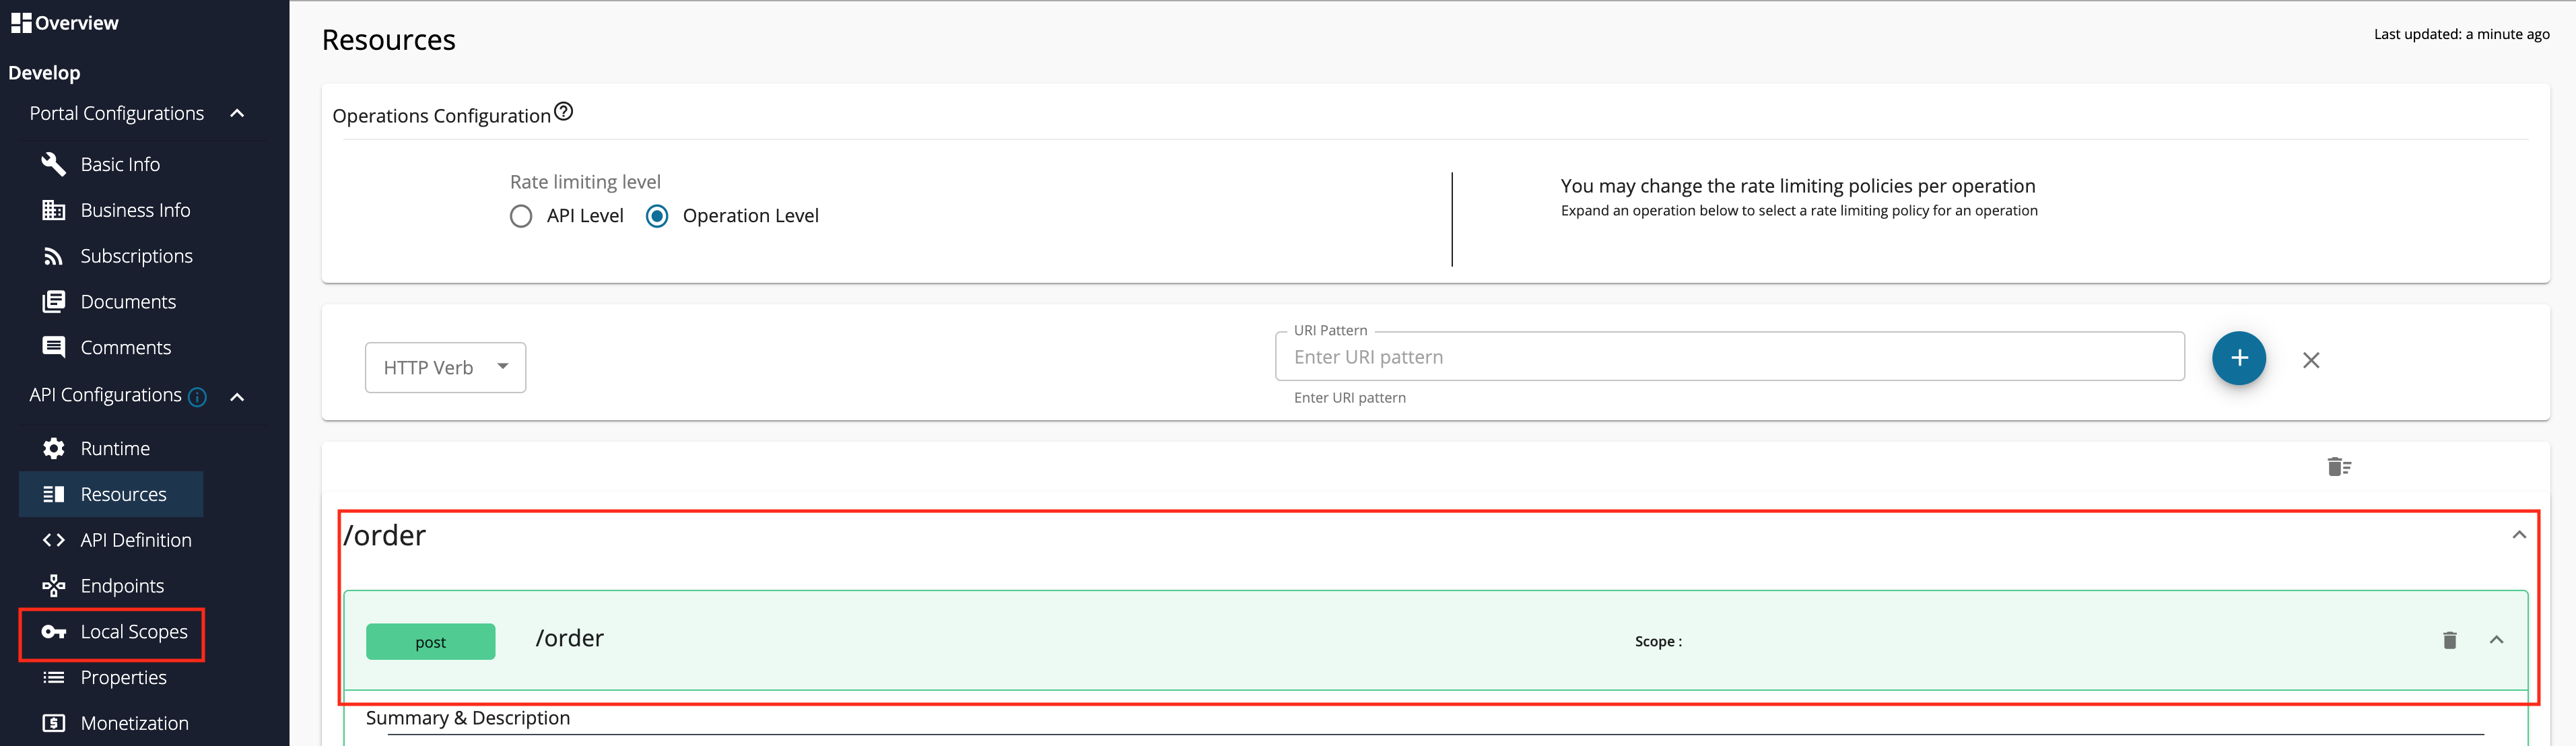 Overview
Develop
Portal Configurations
Basic Info
Business Info
Subscriptions
Documents
Comments
API Configurations
Runtime
Resources
API Definition
Endpoints
Local Scopes
Properties
Monetization
Resources
Last updated: a minute ago
Operations Configuration
Rate limiting level
API Level Operation Level
You may change the rate limiting policies per operation
Expand an operation below to select a rate limiting policy for an operation
HTTP Verb
URI Pattern
Enter URI pattern
Enter URI pattern
/order
post /order Scope :
Summary & Description